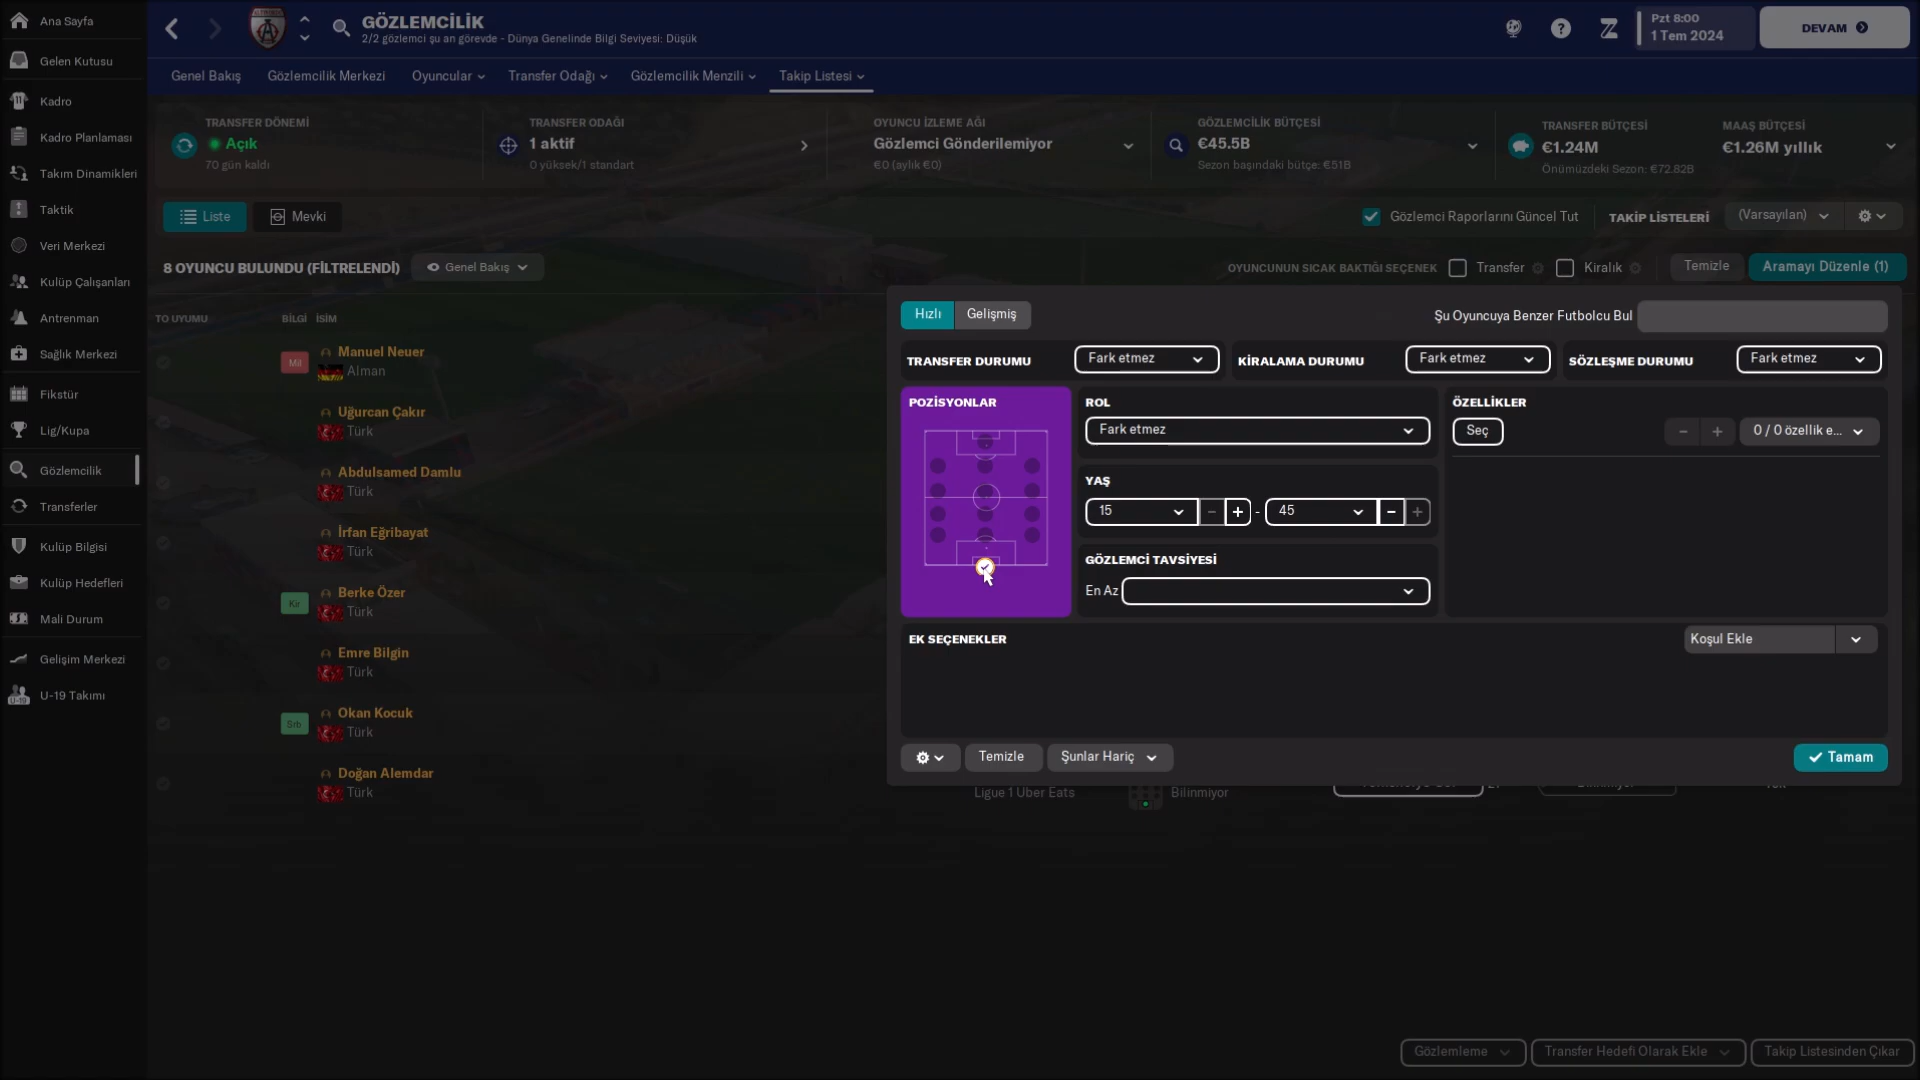 Ana Sayfa
Gelen Kutusu
Kadro
Kadro Planlaması
Takım Dinamikleri
Taktik
Veri Merkezi
Kulüp Çalışanları
Antrenman
Sağlık Merkezi
Fikstür
Lig/Kupa
Gözlemcilik
Transferler
Kulüp Bilgisi
Kulüp Hedefleri
Mali Durum
Gelişim Merkezi
U-19 Takımı
GÖZLEMCİLİK
2/2 gözlemci şu an görevde - Dünya Genelinde Bilgi Seviyesi: Düşük
Pzt 8:00
1 Tem 2024
DEVAM
Genel Bakış
Gözlemcilik Merkezi
Oyuncular
Transfer Odağı
Gözlemcilik Menzili
Takip Listesi
TRANSFER DÖNEMİ
Açık
70 gün kaldı
TRANSFER ODAĞI
1 aktif
0 yüksek/1 standart
OYUNCU İZLEME AĞI
Gözlemci Gönderilemiyor
€0 (aylık €0)
GÖZLEMCİLİK BÜTÇESİ
€45.5B
Sezon başındaki bütçe: €51B
TRANSFER BÜTÇESİ
€1.24M
Önümüzdeki Sezon: €72.82B
MAAŞ BÜTÇESİ
€1.26M yıllık
Liste
Mevki
Gözlemci Raporlarını Güncel Tut
TAKİP LİSTELERİ
(Varsayılan)
8 OYUNCU BULUNDU (FİLTRELENDİ)
Genel Bakış
OYUNCUNUN SICAK BAKTIĞI SEÇENEK
Transfer
Kiralık
Temizle
Aramayı Düzenle (1)
TO UYUMU
BİLGİ
İSİM
Mil
Manuel Neuer
Alman
Uğurcan Çakır
Türk
Abdulsamed Damlu
Türk
İrfan Eğribayat
Türk
Kir
Berke Özer
Türk
Emre Bilgin
Türk
Srb
Okan Kocuk
Türk
Doğan Alemdar
Türk
Ligue 1 Uber Eats
Bilinmiyor
Hızlı
Gelişmiş
Şu Oyuncuya Benzer Futbolcu Bul
TRANSFER DURUMU
Fark etmez
KİRALAMA DURUMU
Fark etmez
SÖZLEŞME DURUMU
Fark etmez
POZİSYONLAR
ROL
Fark etmez
YAŞ
15
-
45
GÖZLEMCİ TAVSİYESİ
En Az
ÖZELLİKLER
Seç
0 / 0 özellik e...
EK SEÇENEKLER
Koşul Ekle
Temizle
Şunlar Hariç
Tamam
Gözlemleme
Transfer Hedefi Olarak Ekle
Takip Listesinden Çıkar